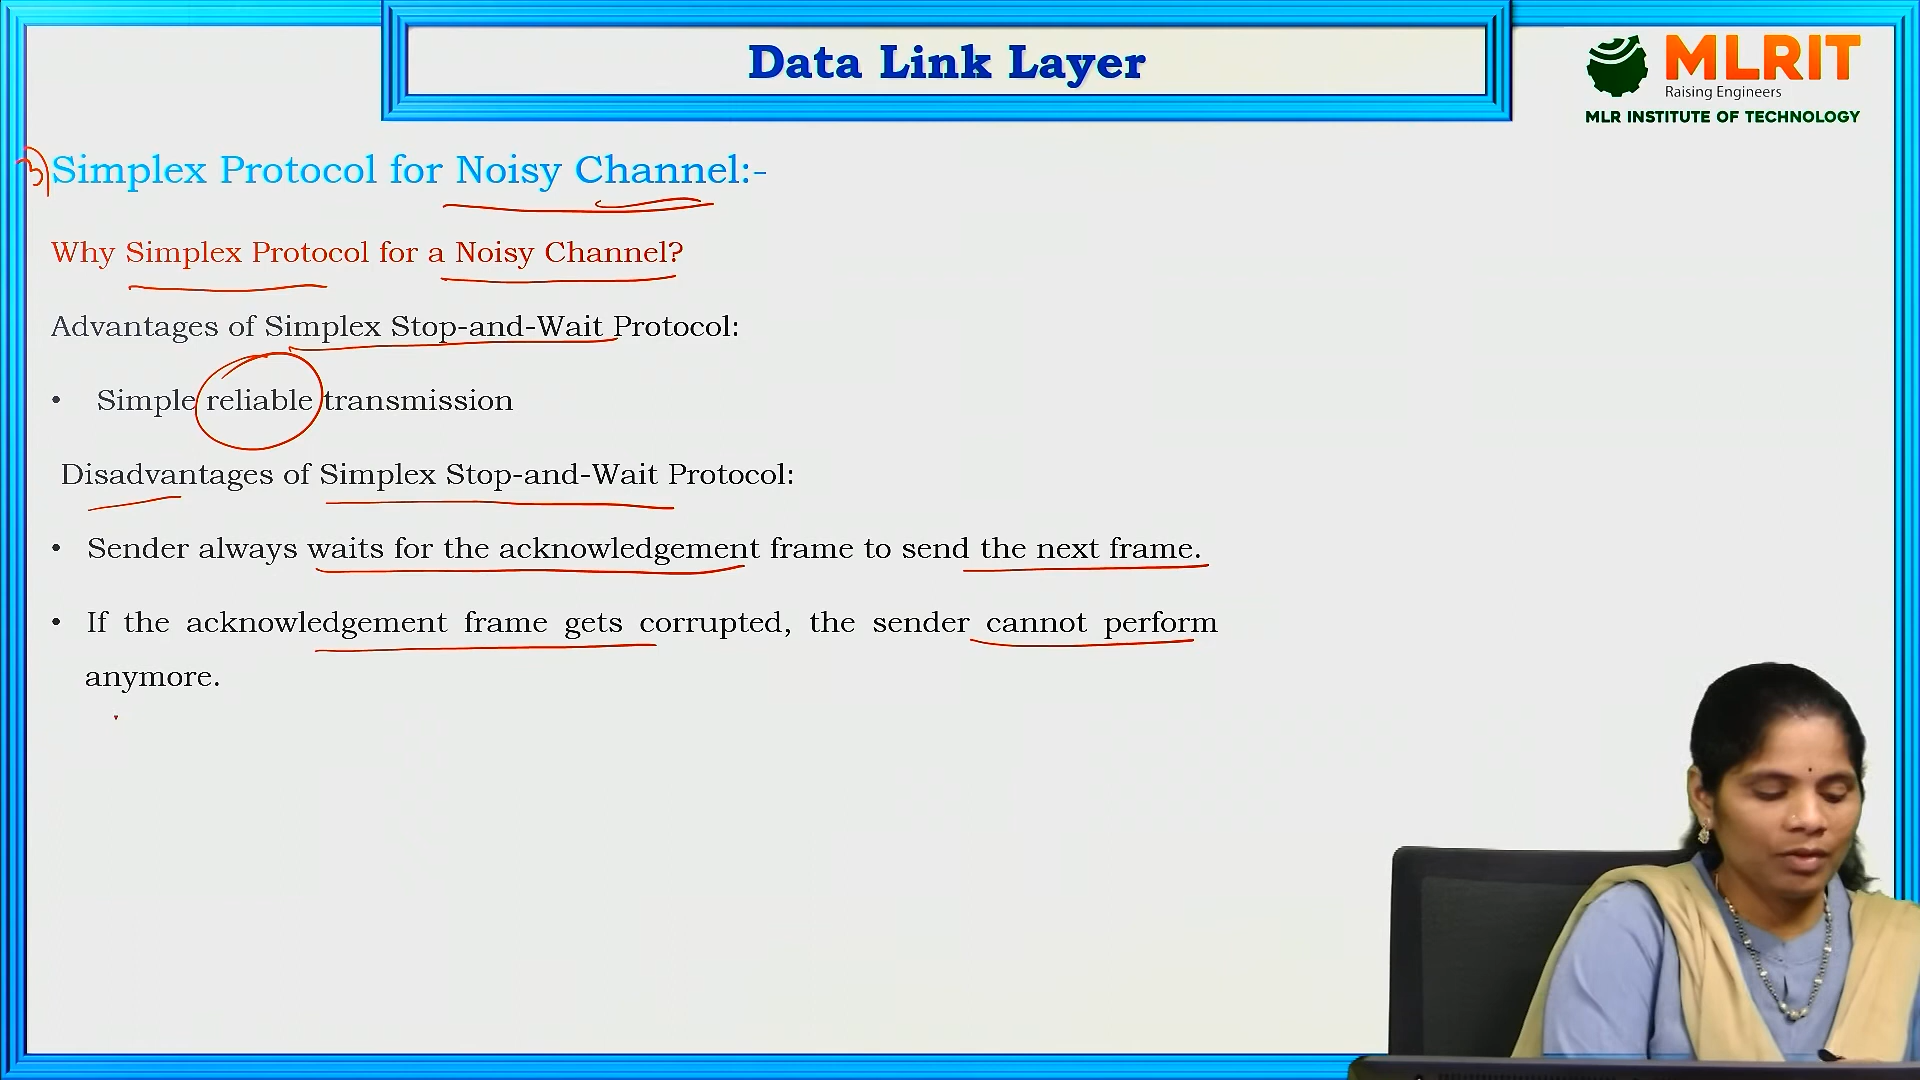 Data Link Layer
MLRIT
Raising Engineers
MLR INSTITUTE OF TECHNOLOGY
3) Simplex Protocol for Noisy Channel:-
Why Simplex Protocol for a Noisy Channel?
Advantages of Simplex Stop-and-Wait Protocol:
• Simple reliable transmission
Disadvantages of Simplex Stop-and-Wait Protocol:
• Sender always waits for the acknowledgement frame to send the next frame.
• If the acknowledgement frame gets corrupted, the sender cannot perform
anymore.